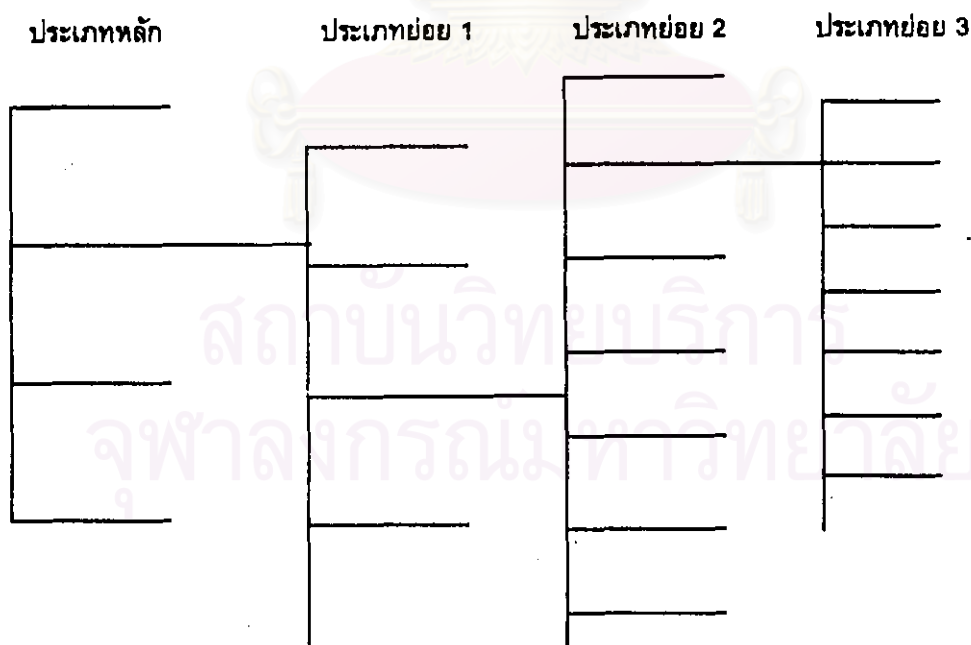 ประเภทหลัก ประเภทย่อย 1 ประเภทย่อย 2 ประเภทย่อย 3
สถาบันวิทยบริการ
จุฬาลงกรณ์มหาวิทยาลัย